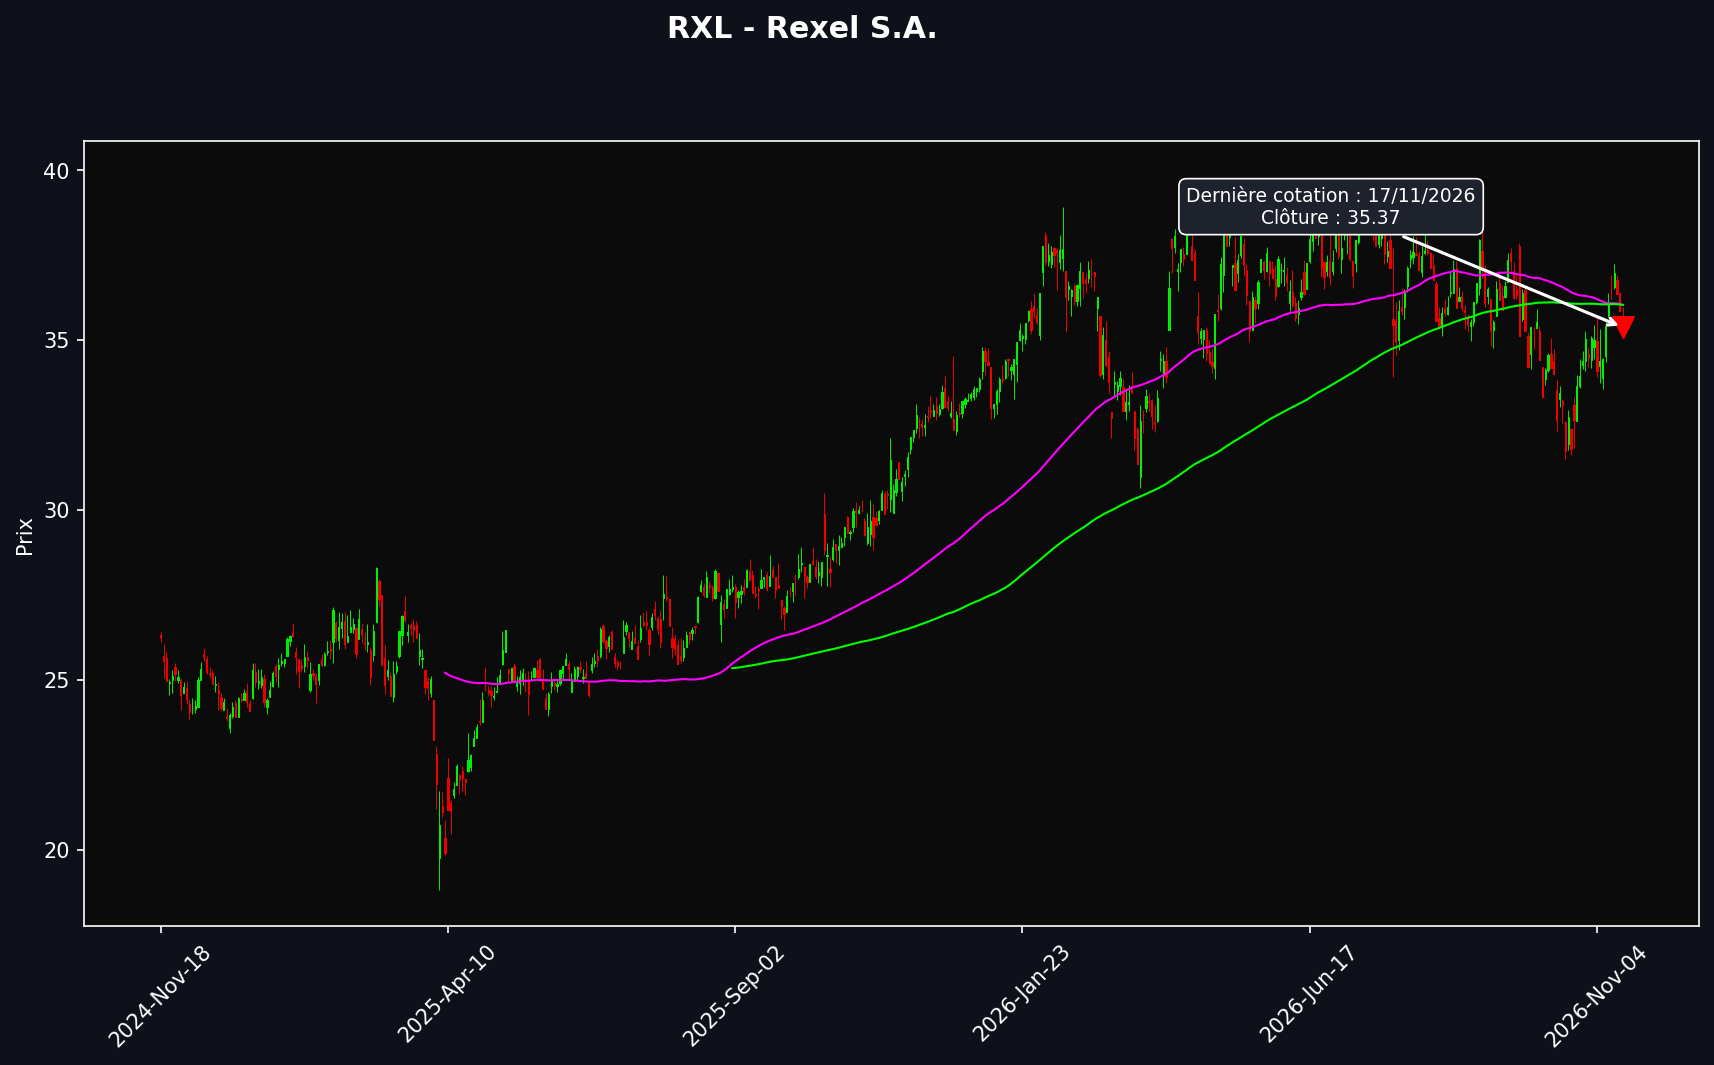 RXL - Rexel S.A.
Dernière cotation : 17/11/2026
Clôture : 35.37
Prix
40
35
30
25
20
2024-Nov-18
2025-Apr-10
2025-Sep-02
2026-Jan-23
2026-Jun-17
2026-Nov-04